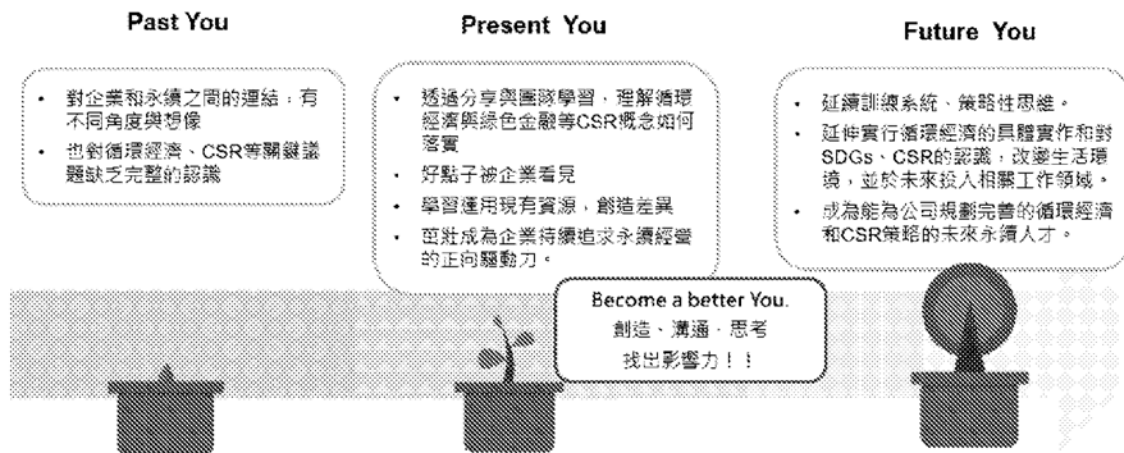 Past You
• 對企業和永續之間的連結，有
不同角度與想像
• 也對循環經濟、CSR等關鍵議
題缺乏完整的認識
Present You
• 透過分享與團隊學習，理解循環
經濟與綠色金融等CSR概念如何
落實
• 好點子被企業看見
• 學習運用現有資源，創造差異
• 茁壯成為企業持續追求永續經營
的正向驅動力。
Future You
• 延續訓練系統、策略性思維。
• 延伸實行循環經濟的具體實作和對
SDGs、CSR的認識，改變生活環
境，並於未來投入相關工作領域。
• 成為能為公司規劃完善的循環經濟
和CSR策略的未來永續人才。
Become a better You.
創造、溝通、思考
找出影響力！！